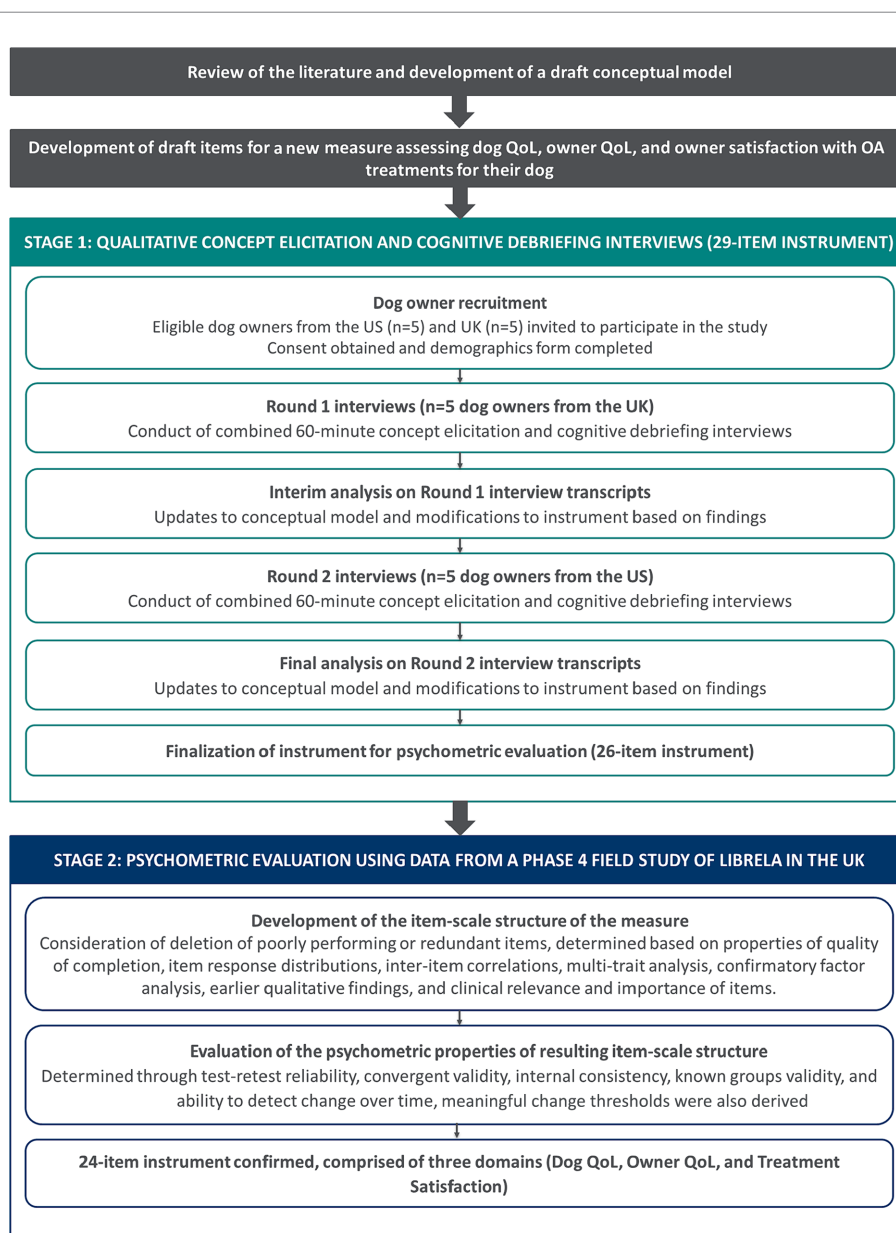 Review of the literature and development of a draft conceptual model
Development of draft items for a new measure assessing dog QoL, owner QoL, and owner satisfaction with OA
treatments for their dog
STAGE 1: QUALITATIVE CONCEPT ELICITATION AND COGNITIVE DEBRIEFING INTERVIEWS (29-ITEM INSTRUMENT)
Dog owner recruitment
Eligible dog owners from the US (n=5) and UK (n=5) invited to participate in the study
Consent obtained and demographics form completed
Round 1 interviews (n=5 dog owners from the UK)
Conduct of combined 60-minute concept elicitation and cognitive debriefing interviews
Interim analysis on Round 1 interview transcripts
Updates to conceptual model and modifications to instrument based on findings
Round 2 interviews (n=5 dog owners from the US)
Conduct of combined 60-minute concept elicitation and cognitive debriefing interviews
Final analysis on Round 2 interview transcripts
Updates to conceptual model and modifications to instrument based on findings
Finalization of instrument for psychometric evaluation (26-item instrument)
STAGE 2: PSYCHOMETRIC EVALUATION USING DATA FROM A PHASE 4 FIELD STUDY OF LIBRELA IN THE UK
Development of the item-scale structure of the measure
Consideration of deletion of poorly performing or redundant items, determined based on properties of quality
of completion, item response distributions, inter-item correlations, multi-trait analysis, confirmatory factor
analysis, earlier qualitative findings, and clinical relevance and importance of items.
Evaluation of the psychometric properties of resulting item-scale structure
Determined through test-retest reliability, convergent validity, internal consistency, known groups validity, and
ability to detect change over time, meaningful change thresholds were also derived
24-item instrument confirmed, comprised of three domains (Dog QoL, Owner QoL, and Treatment
Satisfaction)